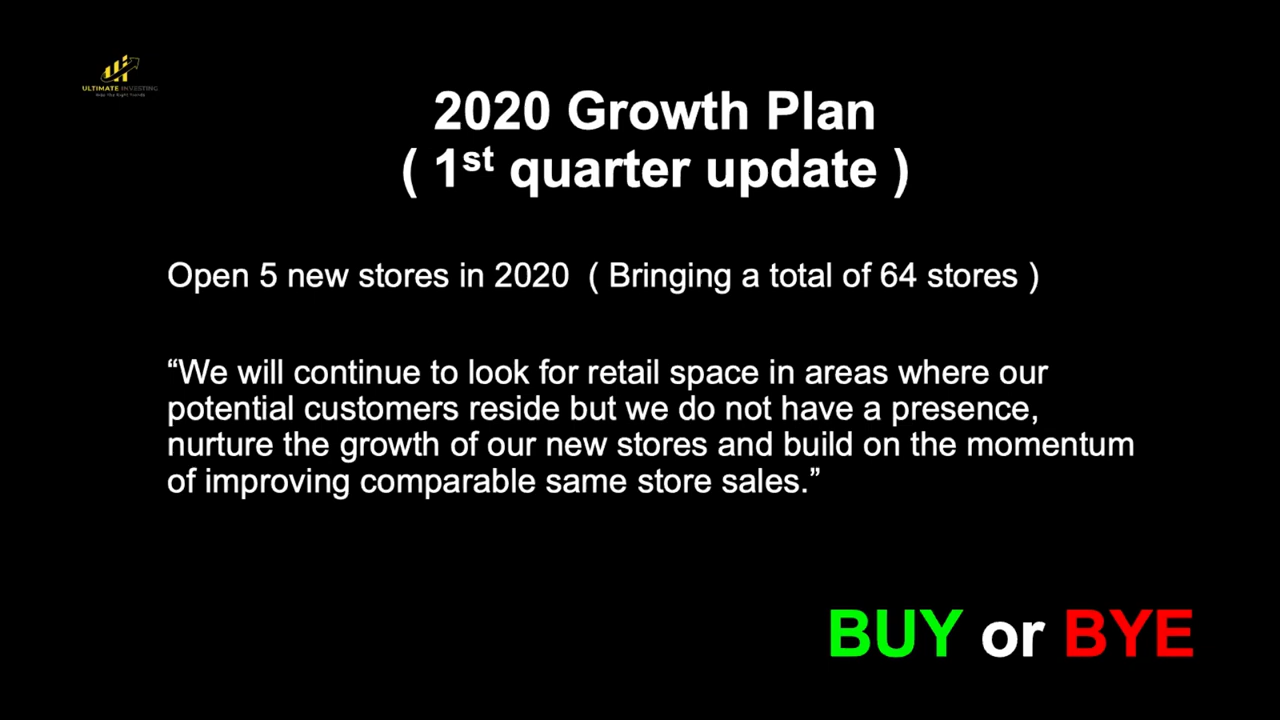 ULTIMATE INVESTING
2020 Growth Plan
( 1st quarter update )
Open 5 new stores in 2020 ( Bringing a total of 64 stores )
“We will continue to look for retail space in areas where our
potential customers reside but we do not have a presence,
nurture the growth of our new stores and build on the momentum
of improving comparable same store sales.”
BUY or BYE